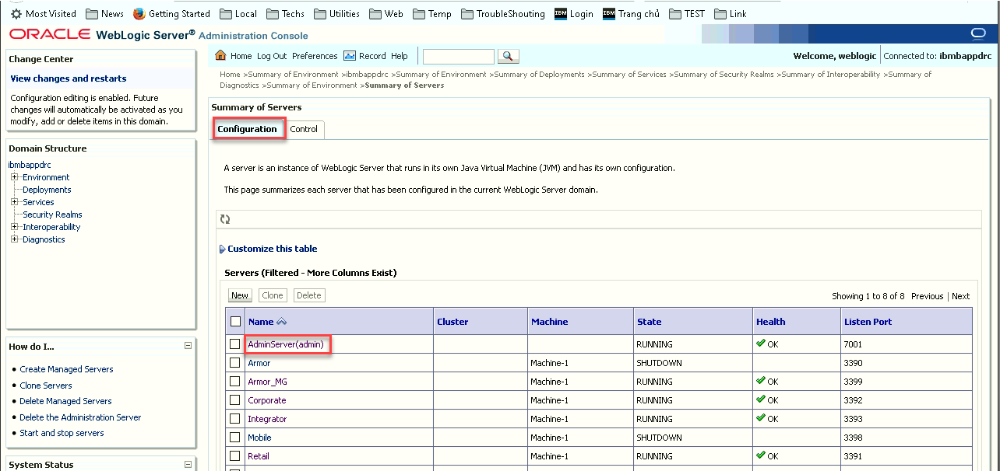 Most Visited News Getting Started Local Techs Utilities Web Temp TroubleShouting IBM Login IBM Trang chủ TEST Link
ORACLE WebLogic Server® Administration Console
Change Center
View changes and restarts
Configuration editing is enabled. Future
changes will automatically be activated as you
modify, add or delete items in this domain.
Domain Structure
ibmbappdrc
Environment
Deployments
Services
Security Realms
Interoperability
Diagnostics
How do I...
Create Managed Servers
Clone Servers
Delete Managed Servers
Delete the Administration Server
Start and stop servers
System Status
Home Log Out Preferences Record Help
Welcome, weblogic Connected to: ibmbappdrc
Home >Summary of Environment >ibmbappdrc >Summary of Environment >Summary of Deployments >Summary of Services >Summary of Security Realms >Summary of Interoperability >Summary of
Diagnostics >Summary of Environment >Summary of Servers
Summary of Servers
Configuration Control
A server is an instance of WebLogic Server that runs in its own Java Virtual Machine (JVM) and has its own configuration.
This page summarizes each server that has been configured in the current WebLogic Server domain.
Customize this table
Servers (Filtered - More Columns Exist)
New Clone Delete Showing 1 to 8 of 8 Previous | Next
Name Cluster Machine State Health Listen Port
AdminServer(admin) RUNNING OK 7001
Armor Machine-1 SHUTDOWN 3390
Armor_MG Machine-1 RUNNING OK 3399
Corporate Machine-1 RUNNING OK 3392
Integrator Machine-1 RUNNING OK 3393
Mobile Machine-1 SHUTDOWN 3398
Retail Machine-1 RUNNING OK 3391